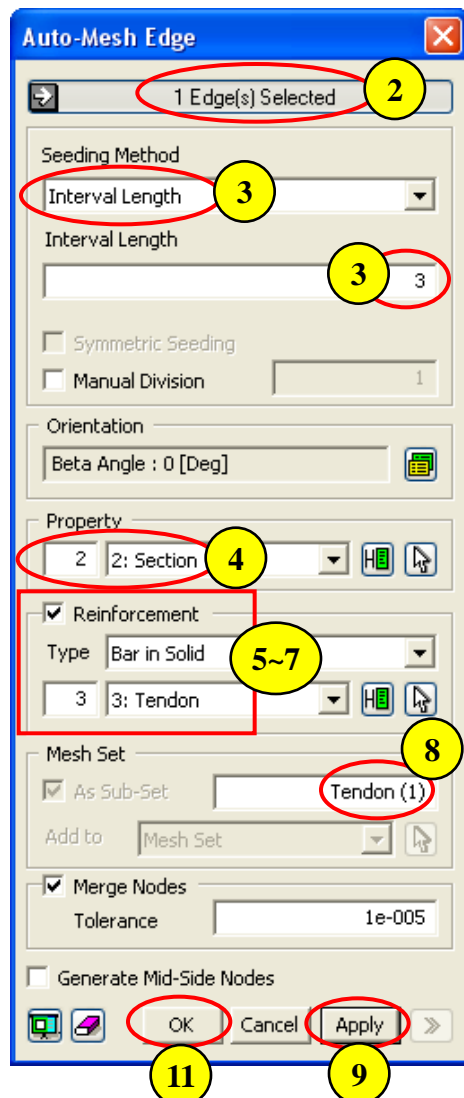 Auto-Mesh Edge
1 Edge(s) Selected 2
Seeding Method
Interval Length 3
Interval Length
3 3
Symmetric Seeding
Manual Division 1
Orientation
Beta Angle : 0 [Deg]
Property
2 2: Section 4
Reinforcement
Type Bar in Solid 5~7
3 3: Tendon
Mesh Set 8
As Sub-Set Tendon (1)
Add to Mesh Set
Merge Nodes
Tolerance 1e-005
Generate Mid-Side Nodes
OK Cancel Apply >>
11 9